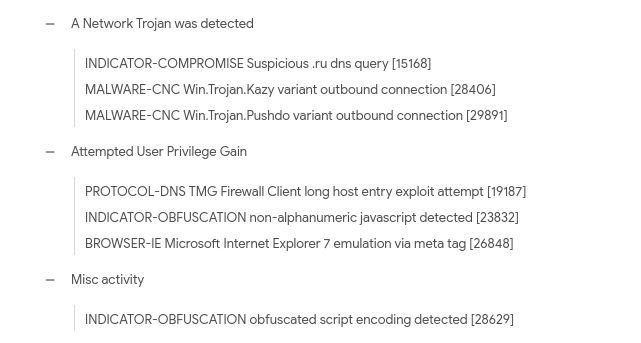 — A Network Trojan was detected
INDICATOR-COMPROMISE Suspicious .ru dns query [15168]
MALWARE-CNC Win.Trojan.Kazy variant outbound connection [28406]
MALWARE-CNC Win.Trojan.Pushdo variant outbound connection [29891]
— Attempted User Privilege Gain
PROTOCOL-DNS TMG Firewall Client long host entry exploit attempt [19187]
INDICATOR-OBFUSCATION non-alphanumeric javascript detected [23832]
BROWSER-IE Microsoft Internet Explorer 7 emulation via meta tag [26848]
— Misc activity
INDICATOR-OBFUSCATION obfuscated script encoding detected [28629]